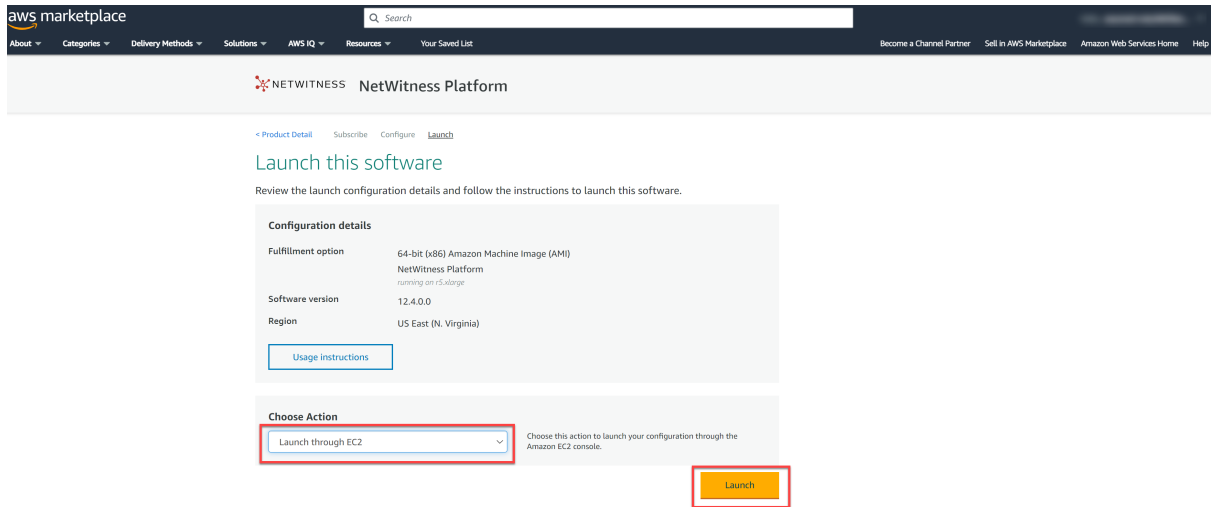 aws marketplace
Search
About Categories Delivery Methods Solutions AWS IQ Resources Your Saved List Become a Channel Partner Sell in AWS Marketplace Amazon Web Services Home Help
NETWITNESS NetWitness Platform
< Product Detail Subscribe Configure Launch
Launch this software
Review the launch configuration details and follow the instructions to launch this software.
Configuration details
Fulfillment option 64-bit (x86) Amazon Machine Image (AMI)
NetWitness Platform
running on r5.xlarge
Software version 12.4.0.0
Region US East (N. Virginia)
Usage instructions
Choose Action
Launch through EC2
Choose this action to launch your configuration through the
Amazon EC2 console.
Launch